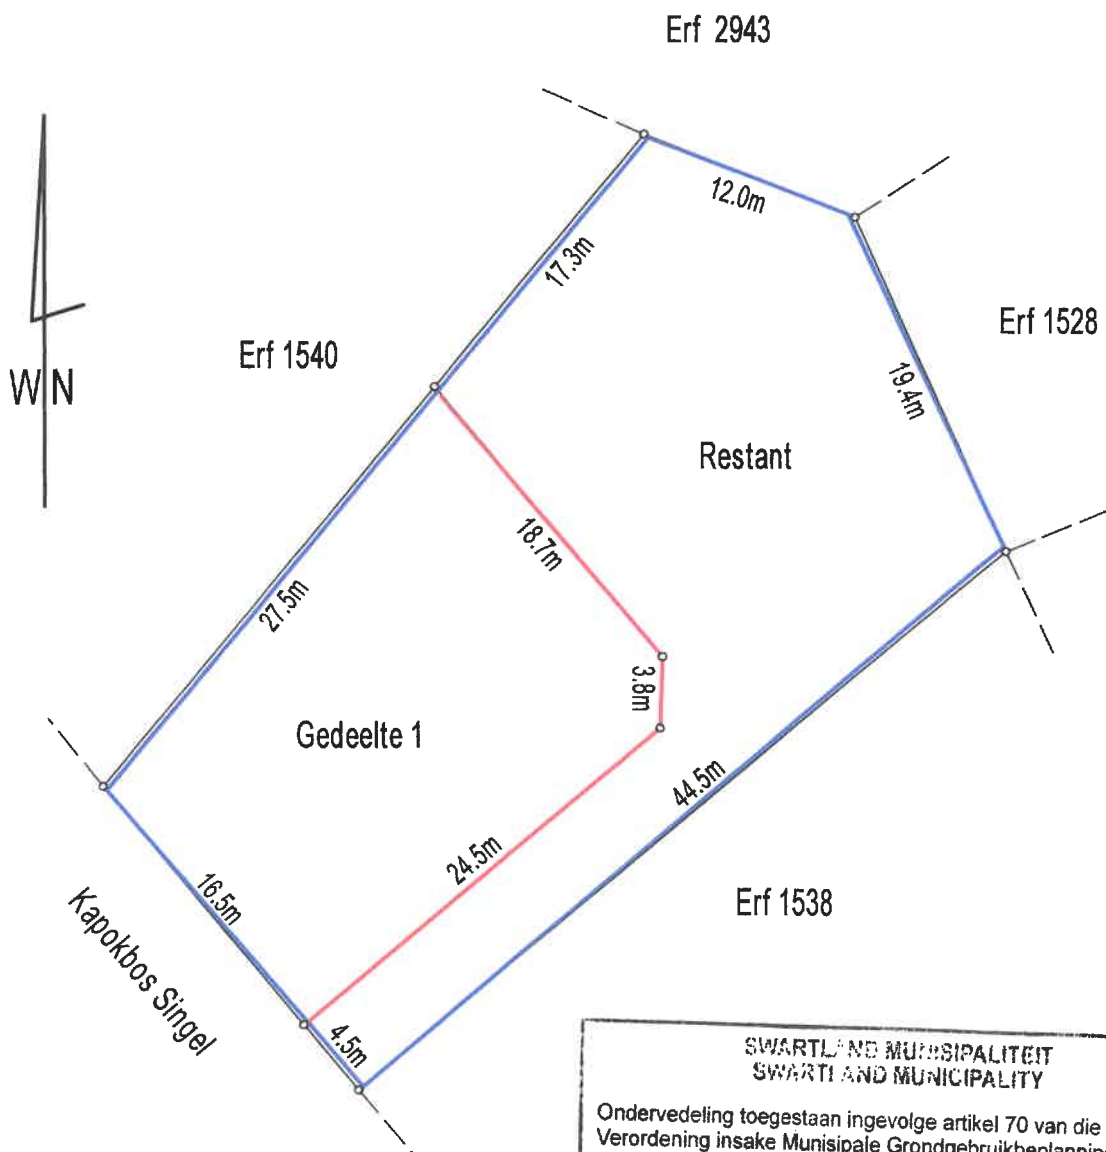 Erf 2943
12.0m
17.3m
Erf 1528
Erf 1540
W N
19.4m
Restant
18.7m
27.5m
3.8m
Gedeelte 1
44.5m
24.5m
16.5m
Erf 1538
Kapokbos Singel
4.5m
SWARTLAND MUNISIPALITEIT
SWARTLAND MUNICIPALITY
Ondervedeling toegestaan ingevolge artikel 70 van die
Verordening insake Munisipale Grondgebruikbeplanning